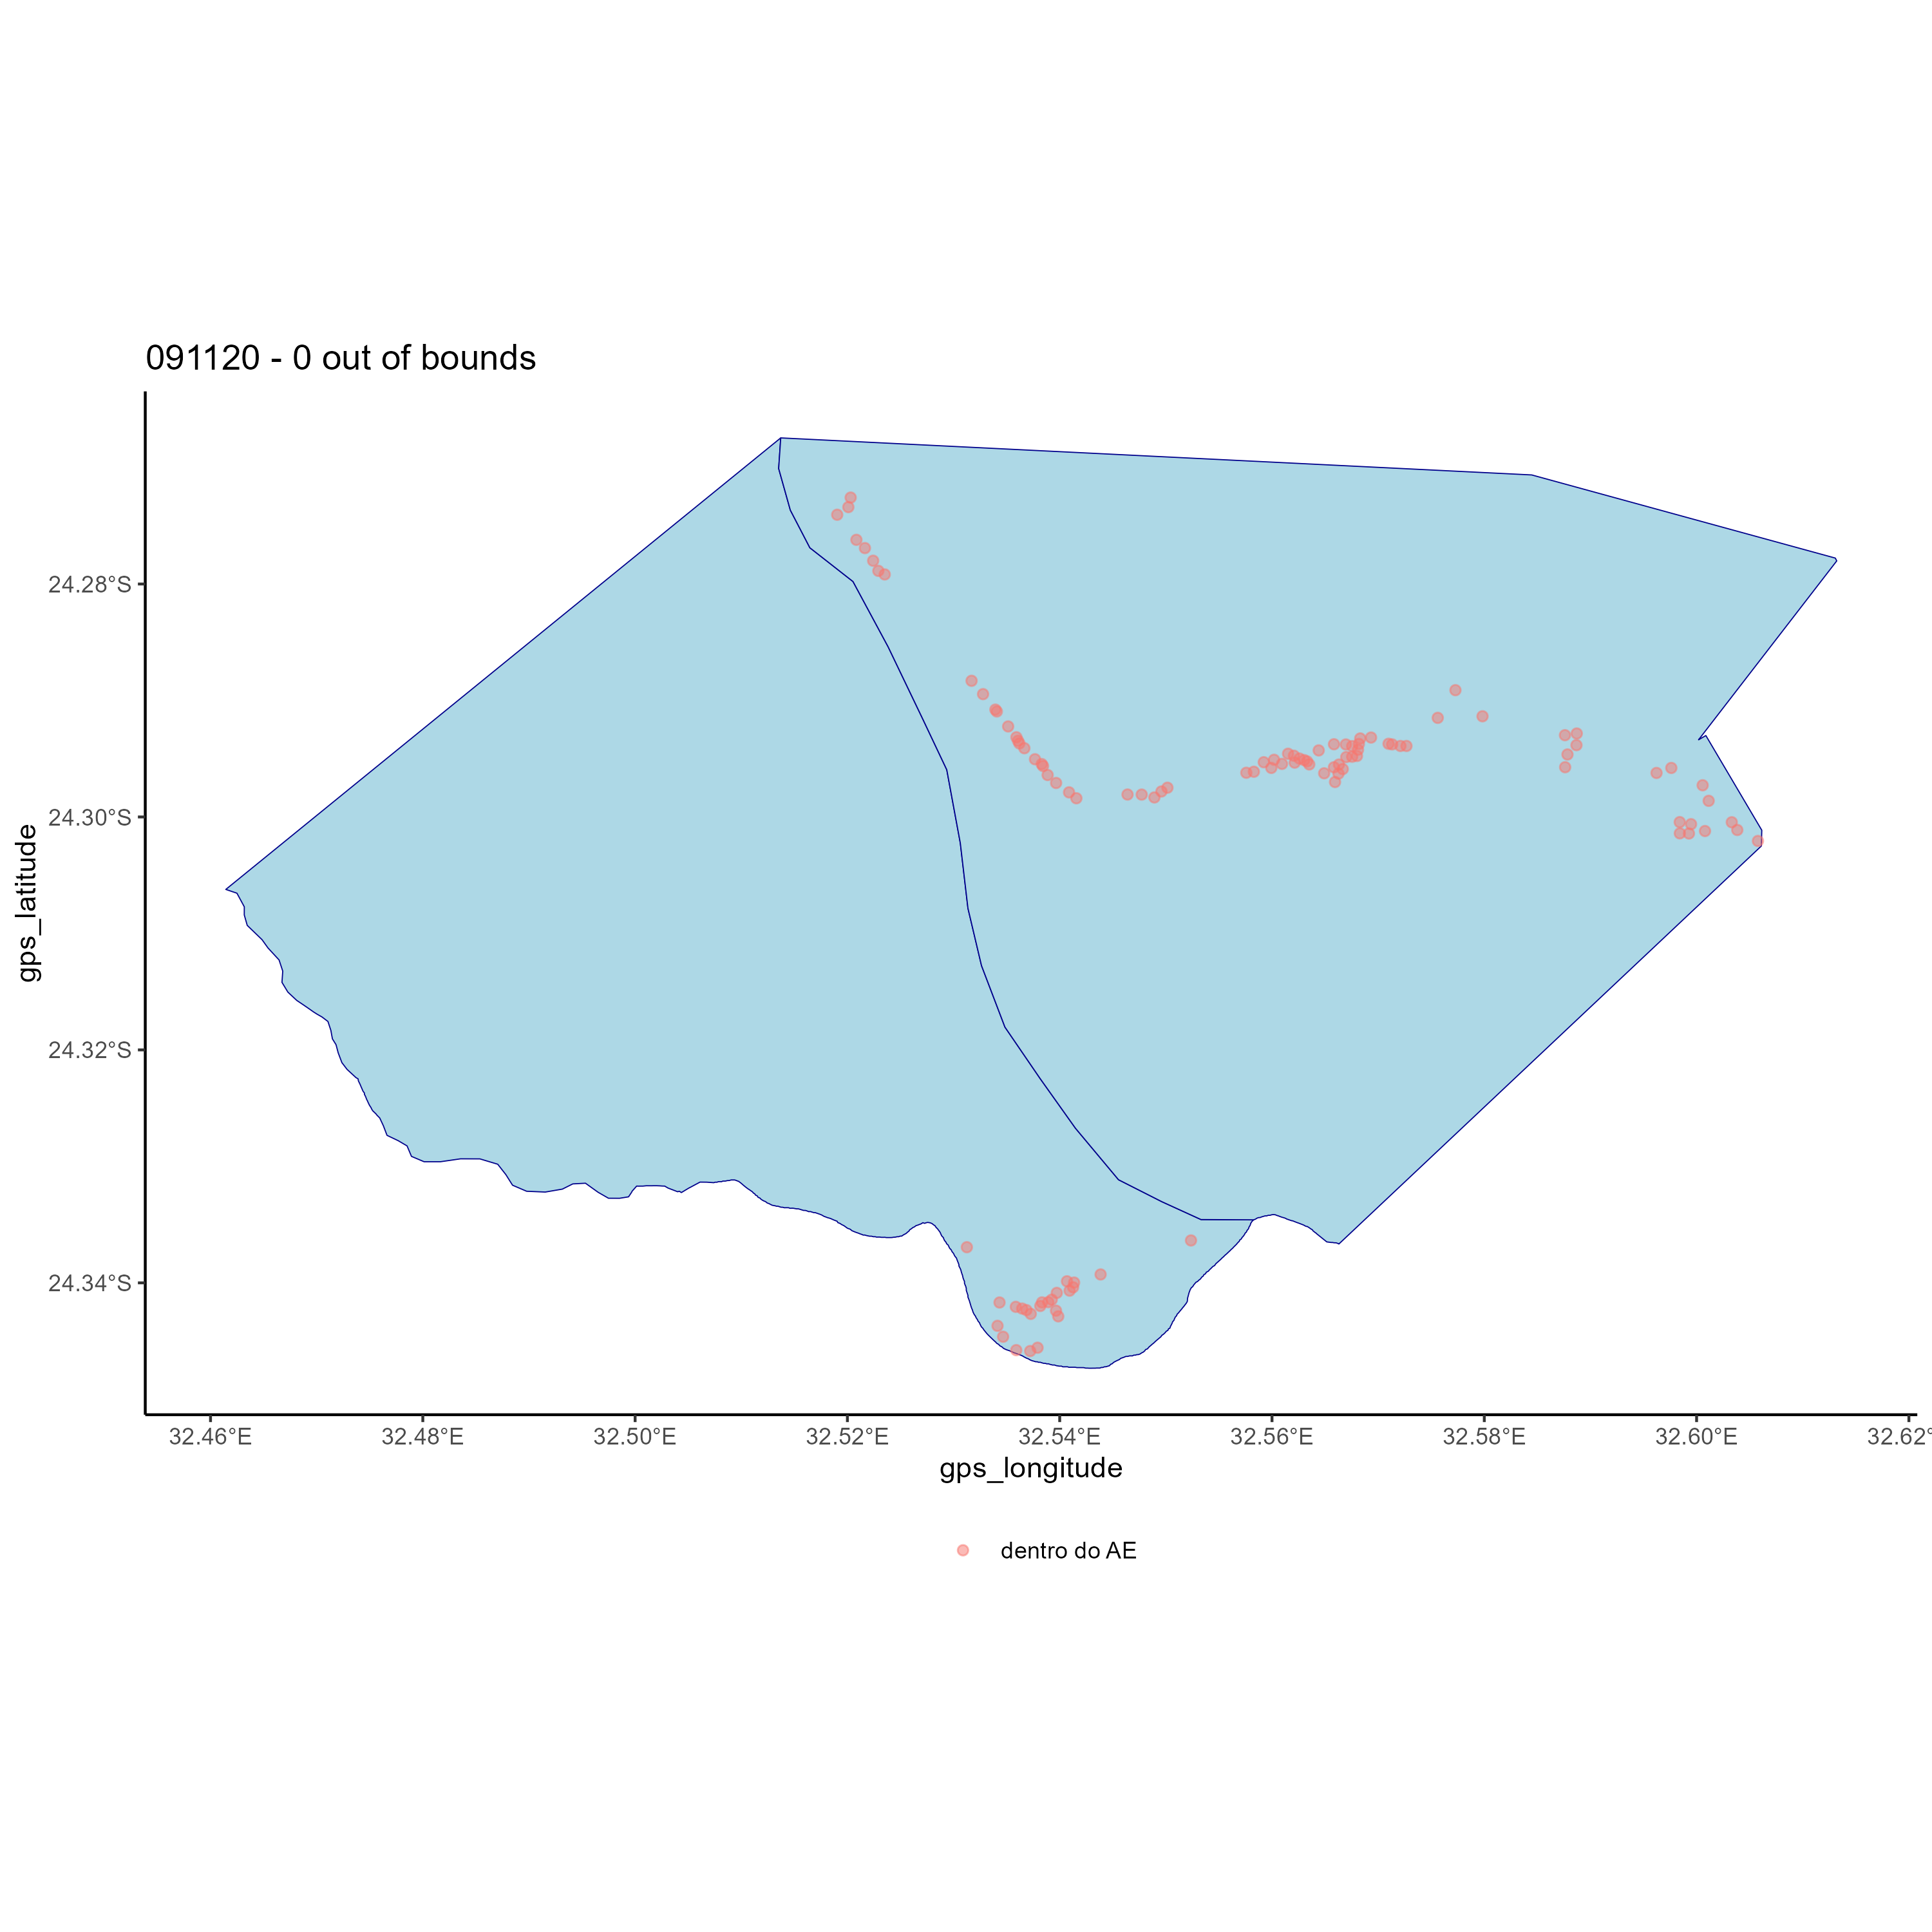 091120 - 0 out of bounds
gps_latitude
24.28°S
24.30°S
24.32°S
24.34°S
32.46°E
32.48°E
32.50°E
32.52°E
32.54°E
32.56°E
32.58°E
32.60°E
32.62°
gps_longitude
dentro do AE